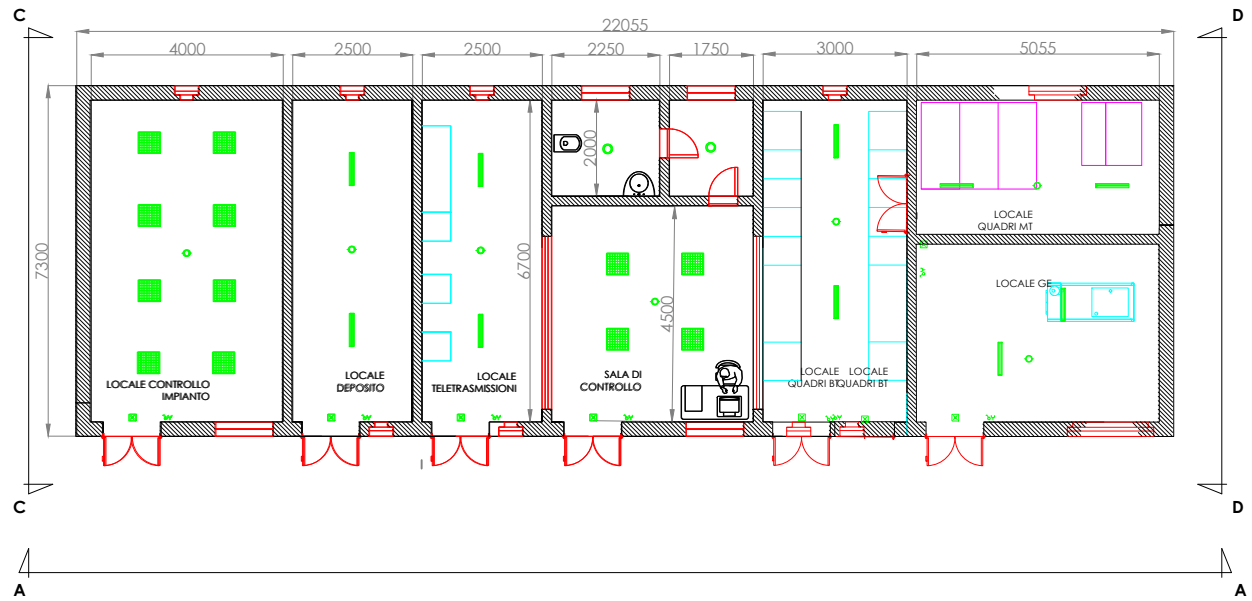 C
D
22055
4000
2500
2500
2250
1750
3000
5055
7300
2000
6700
4500
LOCALE
QUADRI MT
LOCALE GE
LOCALE CONTROLLO
IMPIANTO
LOCALE
DEPOSITO
LOCALE
TELETRASMISSIONI
SALA DI
CONTROLLO
LOCALE
QUADRI BT
LOCALE
QUADRI BT
C
D
A
A